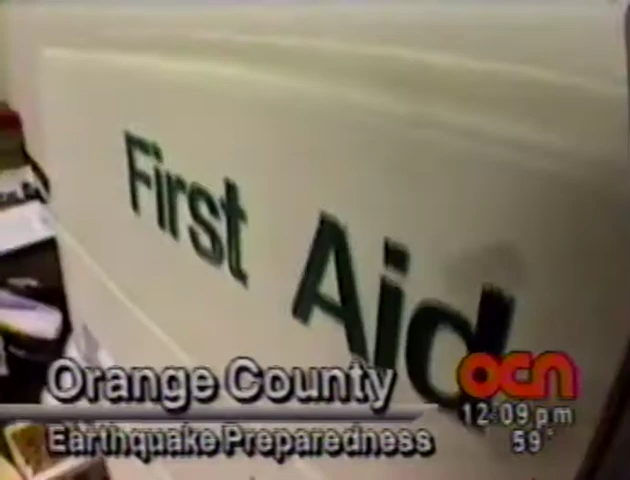 First Aid
Orange County
Earthquake Preparedness
ocn
12:09 pm
59°